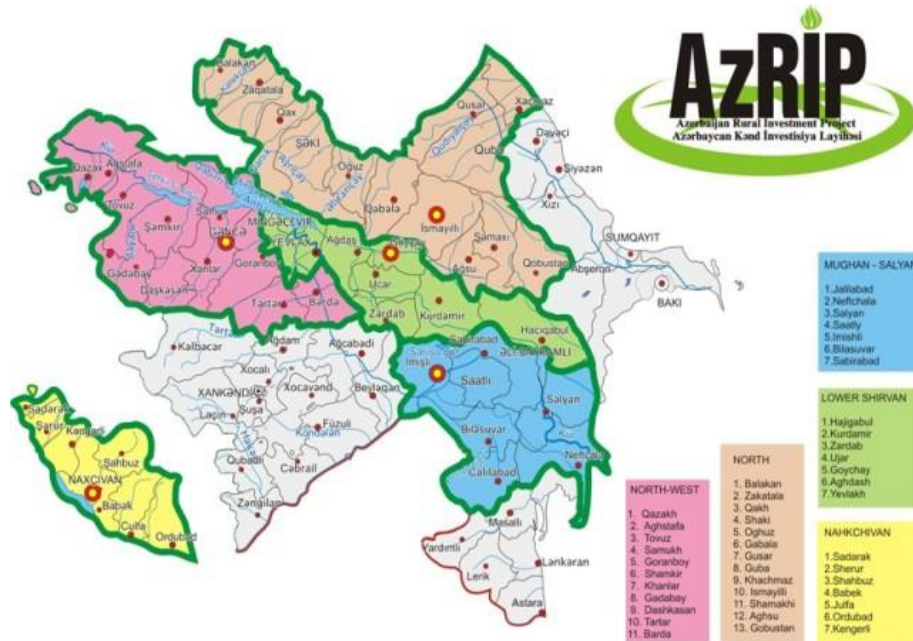 AzRİP
Azerbaijan Rural Investment Project
Azərbaycan Kənd İnvestisiya Layihəsi
Balakən
Zaqatala
Qax
ŞƏKİ
Oğuz
Qəbələ
İsmayıllı
Şamaxı
Ağsu
Qobustan
Qusar
Quba
Xaçmaz
Dəvəçi
Siyəzən
Xızı
SUMQAYIT
Abşeron
BAKI
Qazax
Ağstafa
Tovuz
Şəmkir
Samux
GƏNCƏ
Xanlar
Goranboy
Gədəbəy
Daşkəsən
Tərtər
Bərdə
MİNGƏÇEVİR
YEVLAX
Ağdaş
Ucar
Zərdab
Kürdəmir
Hacıqabul
Sabirabad
İmişli
Saatlı
Salyan
Biləsuvar
Cəlilabad
Neftçala
Kür
Kəlbəcər
Ağdam
Ağcabədi
Xocalı
XANKƏNDİ
Xocavənd
Beyləqan
Laçın
Şuşa
Füzuli
Qubadlı
Cəbrail
Zəngilan
Masallı
Yardımlı
Lerik
Lənkəran
Astara
Sədərək
Şərur
Kəngərli
Şahbuz
NAXÇIVAN
Babək
Culfa
Ordubad
MUGHAN - SALYAN
1.Jalilabad
2.Neftchala
3.Salyan
4.Saatly
5.Imishli
6.Bilasuvar
7.Sabirabad
LOWER SHIRVAN
1.Hajigabul
2.Kurdamir
3.Zardab
4.Ujar
5.Goychay
6.Aghdash
7.Yevlakh
NORTH-WEST
1. Qazakh
2. Aghstafa
3. Tovuz
4. Samukh
5. Goranboy
6. Shamkir
7. Khanlar
8. Gadabay
9. Dashkasan
10. Tartar
11. Barda
NORTH
1. Balakan
2. Zakatala
3. Qakh
4. Shaki
5. Oghuz
6. Gabala
7. Gusar
8. Guba
9. Khachmaz
10. Ismayilli
11. Shamakhi
12. Aghsu
13. Gobustan
NAHKCHIVAN
1.Sadarak
2.Sherur
3.Shahbuz
4.Babek
5.Julfa
6.Ordubad
7.Kengerli